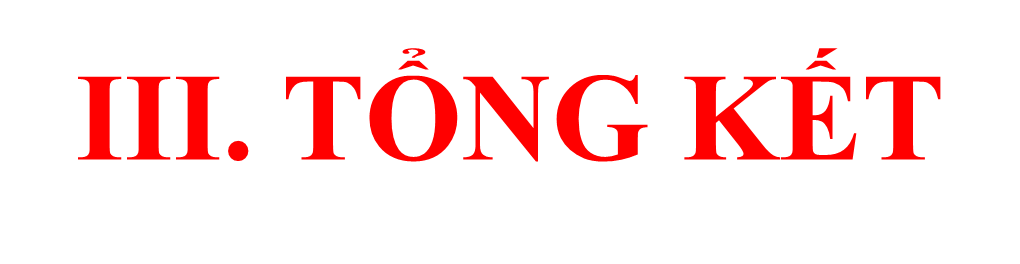 III. TỔNG KẾT